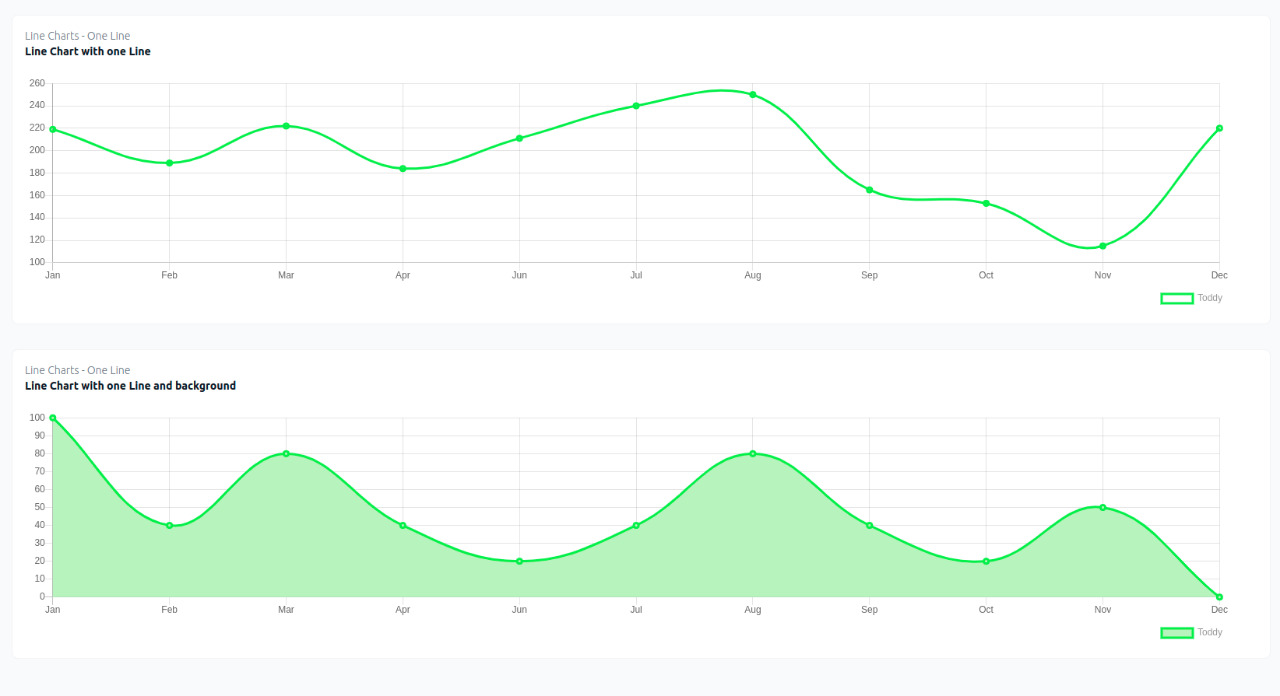 Line Charts - One Line
Line Chart with one Line
260
240
220
200
180
160
140
120
100
Jan Feb Mar Apr Jun Jul Aug Sep Oct Nov Dec
Toddy
Line Charts - One Line
Line Chart with one Line and background
100
90
80
70
60
50
40
30
20
10
0
Jan Feb Mar Apr Jun Jul Aug Sep Oct Nov Dec
Toddy